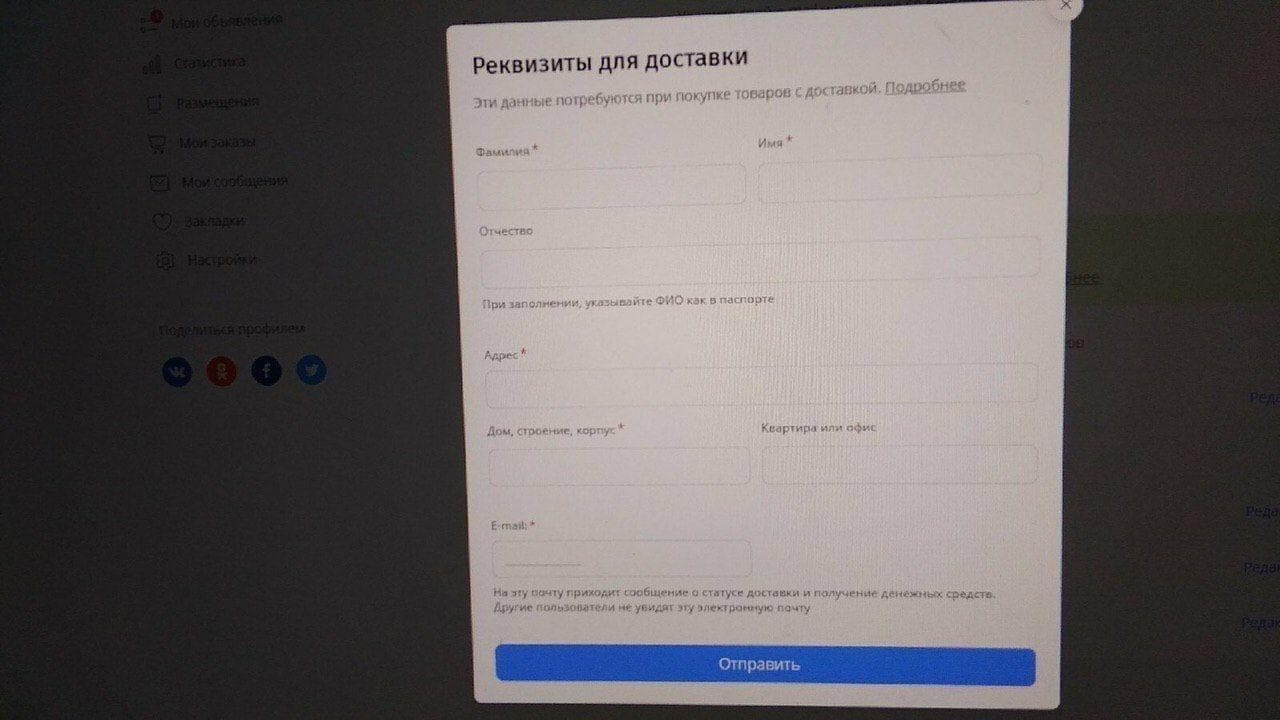 Мои объявления
Статистика
Размещения
Мои заказы
Мои сообщения
Закладки
Настройки
Поделиться профилем
Реквизиты для доставки
Эти данные потребуются при покупке товаров с доставкой. Подробнее
Фамилия *
Имя *
Отчество
При заполнении, указывайте ФИО как в паспорте
Адрес *
Дом, строение, корпус *
Квартира или офис
E-mail: *
На эту почту приходит сообщение о статусе доставки и получение денежных средств.
Другие пользователи не увидят эту электронную почту
Отправить